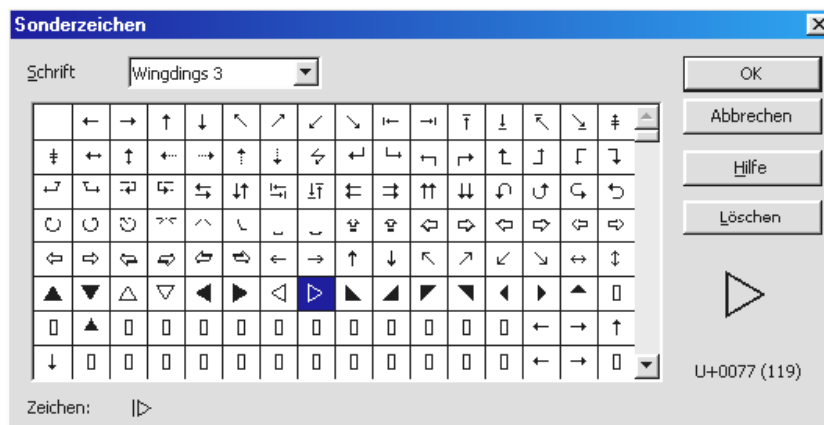 Sonderzeichen
Schrift
Wingdings 3
OK
Abbrechen
Hilfe
Löschen
U+0077 (119)
Zeichen: